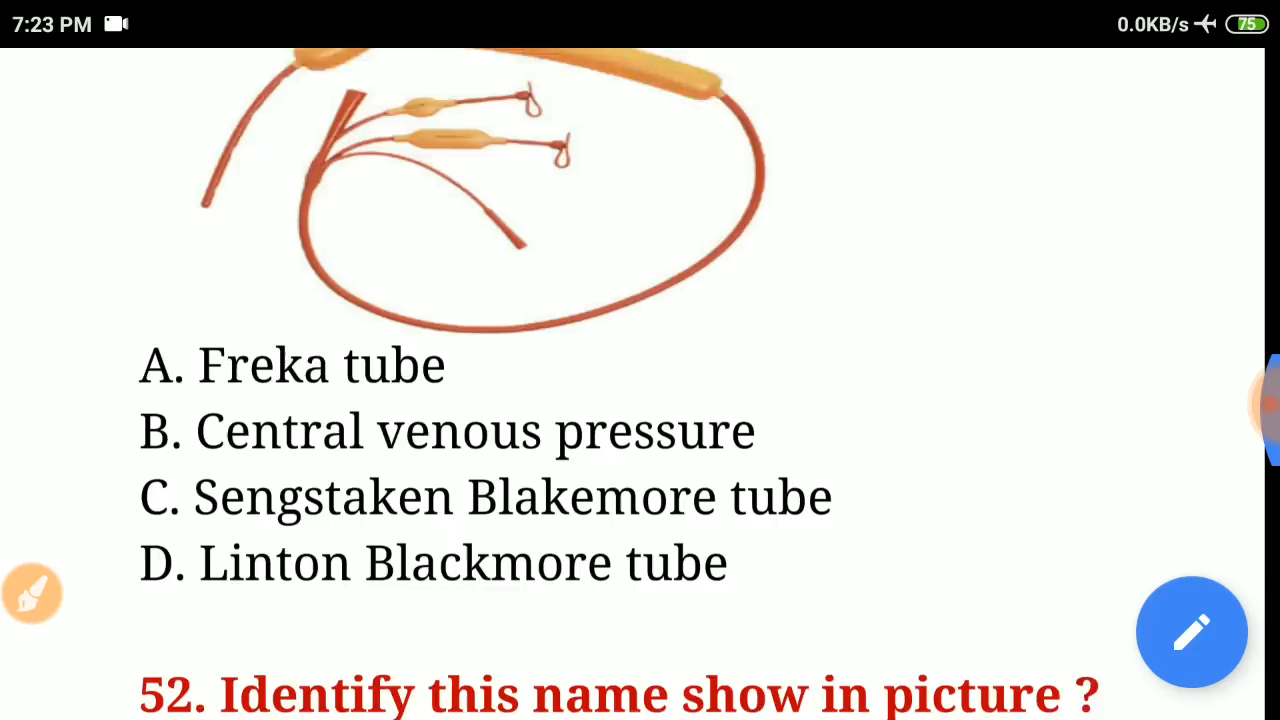 7:23 PM
0.0KB/s
75
A. Freka tube
B. Central venous pressure
C. Sengstaken Blakemore tube
D. Linton Blackmore tube
52. Identify this name show in picture ?